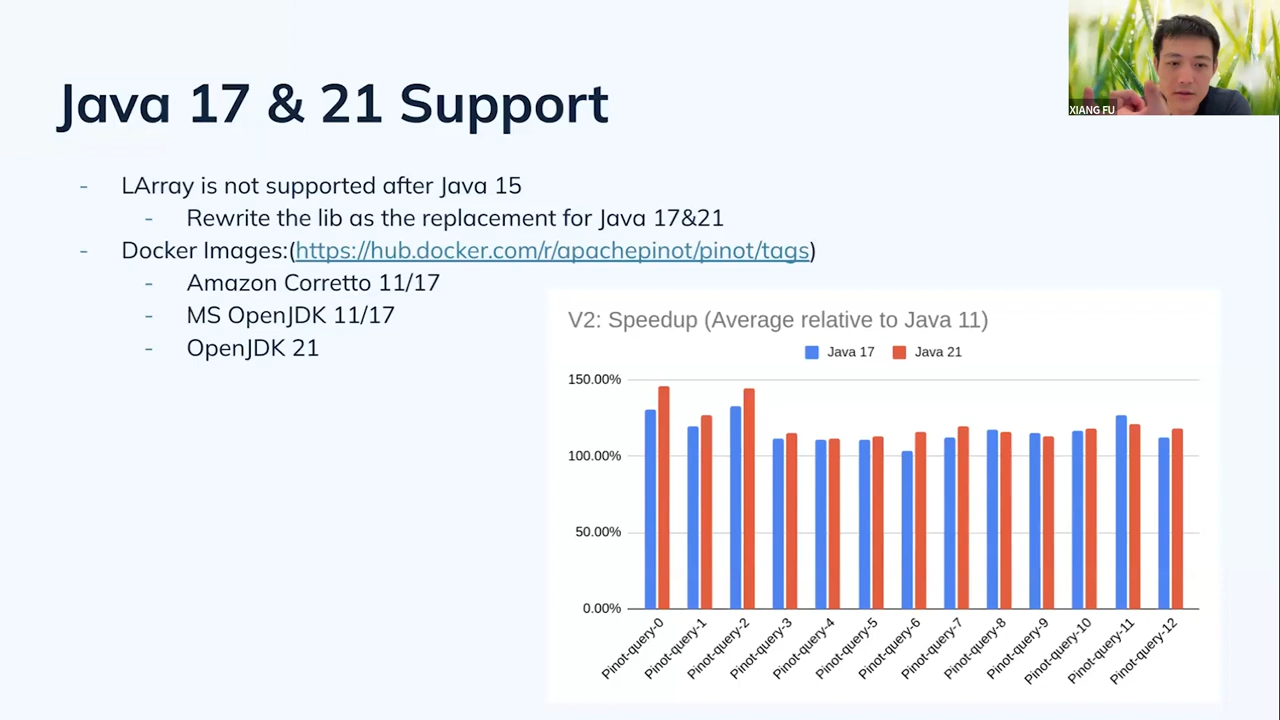 XIANG FU
Java 17 & 21 Support
- LArray is not supported after Java 15
- Rewrite the lib as the replacement for Java 17&21
- Docker Images:(https://hub.docker.com/r/apachepinot/pinot/tags)
- Amazon Corretto 11/17
- MS OpenJDK 11/17
- OpenJDK 21
V2: Speedup (Average relative to Java 11)
Java 17 Java 21
150.00%
100.00%
50.00%
0.00%
Pinot-query-0
Pinot-query-1
Pinot-query-2
Pinot-query-3
Pinot-query-4
Pinot-query-5
Pinot-query-6
Pinot-query-7
Pinot-query-8
Pinot-query-9
Pinot-query-10
Pinot-query-11
Pinot-query-12